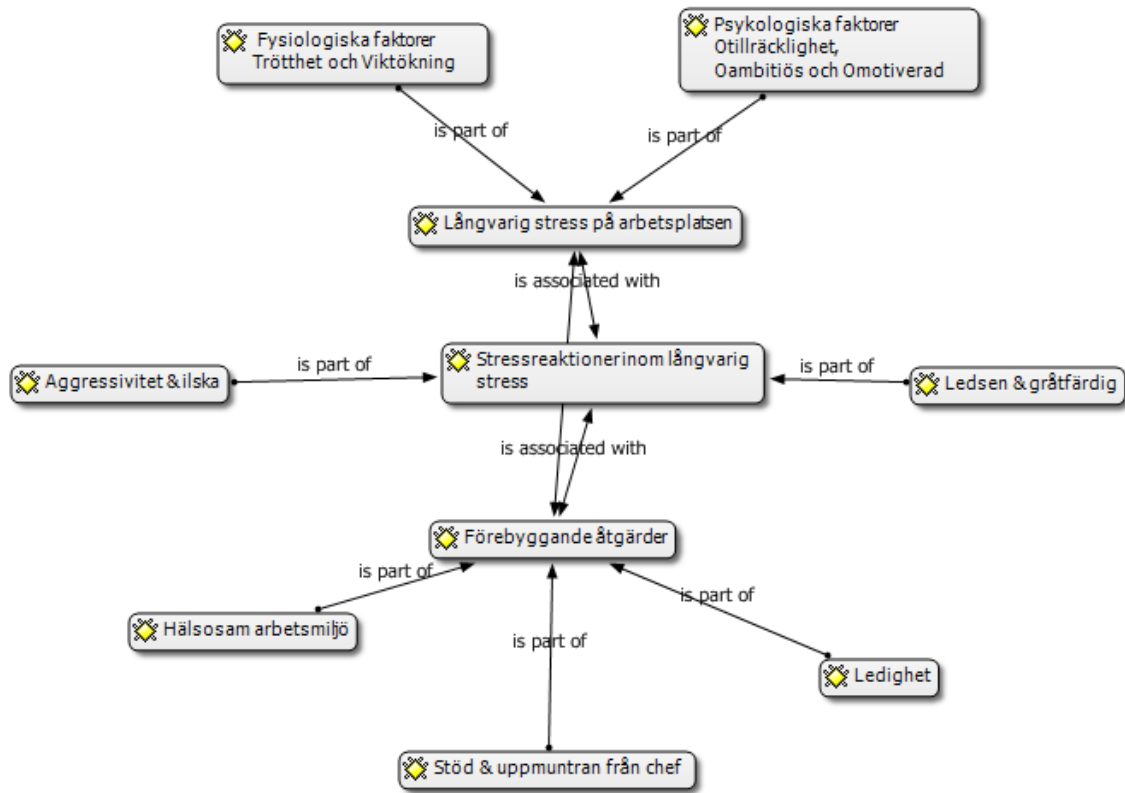 Fysiologiska faktorer
Trötthet och Viktökning
Psykologiska faktorer
Otillräcklighet,
Oambitiös och Omotiverad
is part of
is part of
Långvarig stress på arbetsplatsen
is associated with
Stressreaktioner inom långvarig
stress
is part of
Aggressivitet & ilska
is part of
Ledsen & gråtfärdig
is associated with
Förebyggande åtgärder
is part of
Hälsosam arbetsmiljö
is part of
is part of
Ledighet
Stöd & uppmuntran från chef